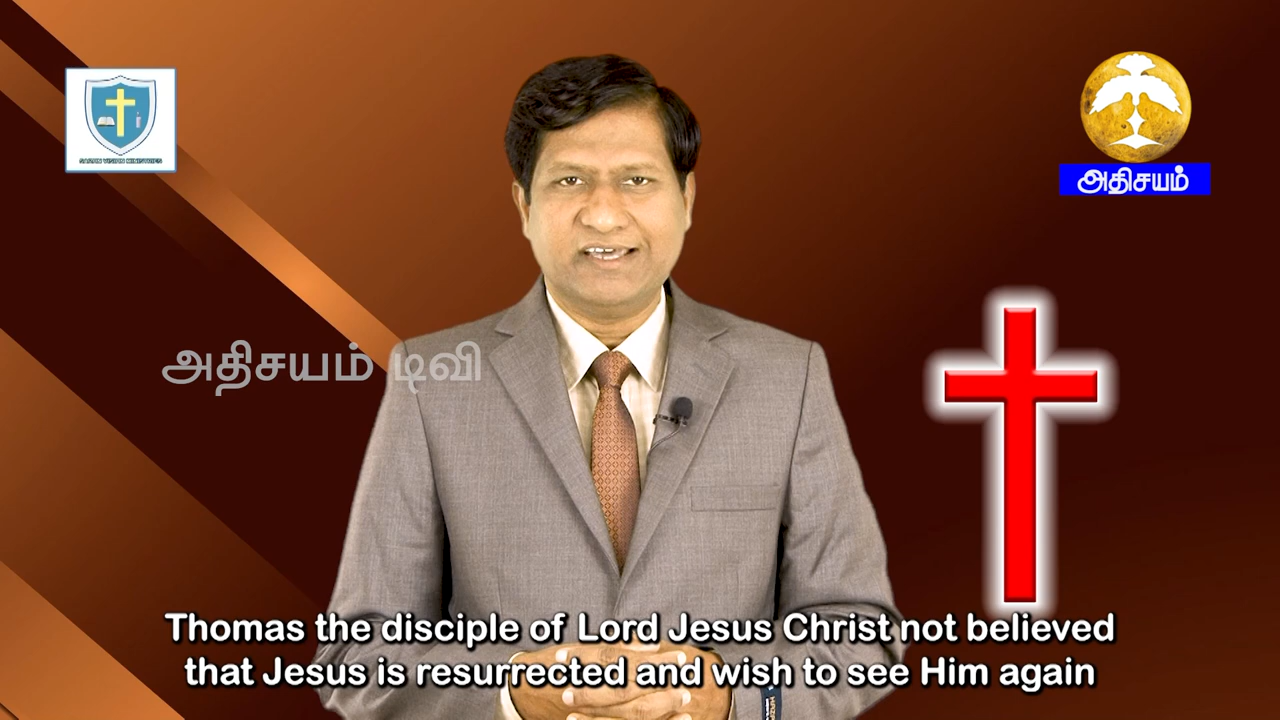 அதிசயம்
அதிசயம் டிவி
Thomas the disciple of Lord Jesus Christ not believed
that Jesus is resurrected and wish to see Him again